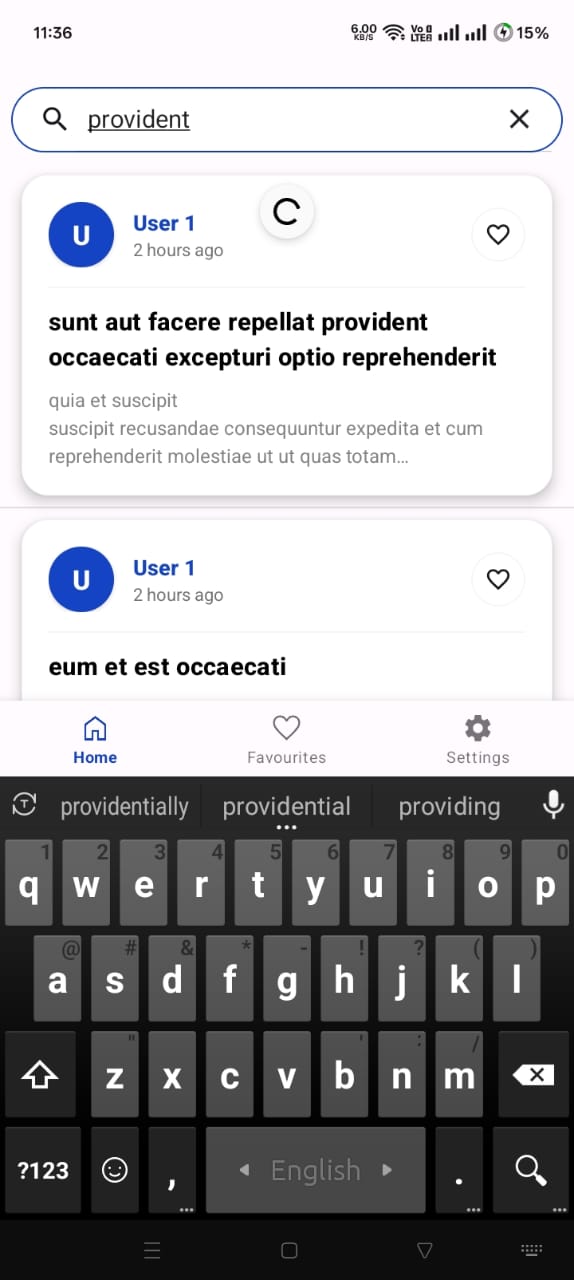 11:36 6.00 KB/S Vo LTE 15%
provident
U User 1
2 hours ago
sunt aut facere repellat provident
occaecati excepturi optio reprehenderit
quia et suscipit
suscipit recusandae consequuntur expedita et cum
reprehenderit molestiae ut ut quas totam...
U User 1
2 hours ago
eum et est occaecati
Home Favourites Settings
T providentially providential providing
1 2 3 4 5 6 7 8 9 0
q w e r t y u i o p
@ # & * - ! ? ( )
a s d f g h j k l
" ' : /
z x c v b n m
?123 , English .